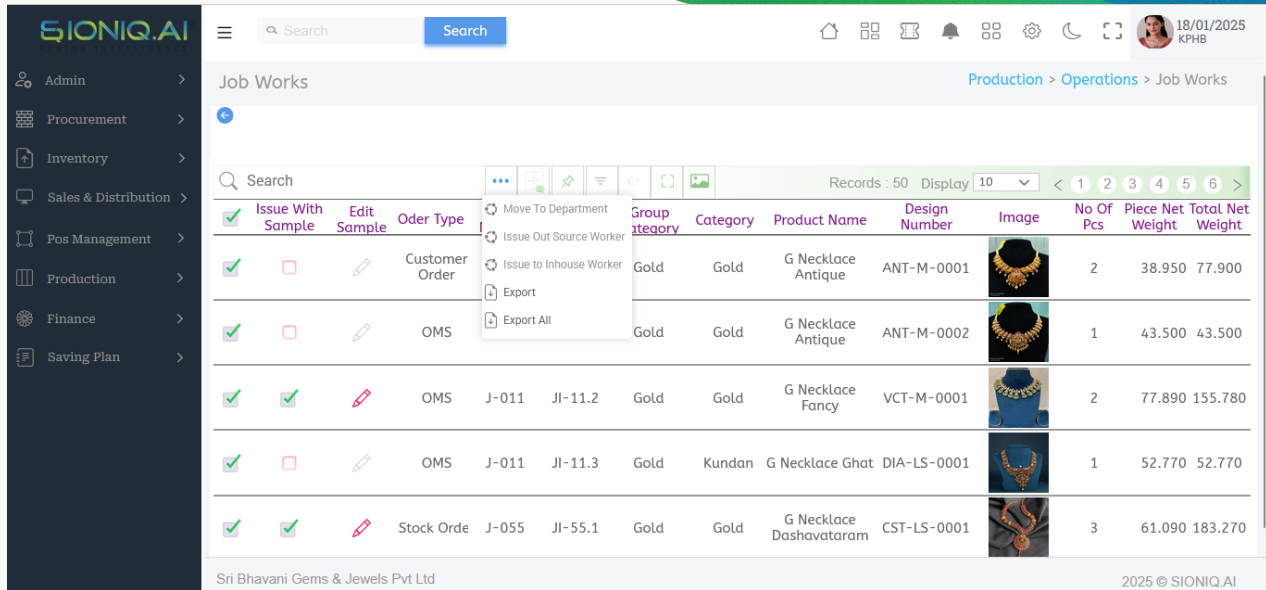 SIONIQ.AI
Search
Search
18/01/2025
KPHB
Admin
Procurement
Inventory
Sales & Distribution
Pos Management
Production
Finance
Saving Plan
Job Works
Production > Operations > Job Works
Search
Records : 50 Display 10
< 1 2 3 4 5 6 >
Move To Department
Issue Out Source Worker
Issue to Inhouse Worker
Export
Export All
Issue With Sample
Edit Sample
Oder Type
Group
Category
Product Name
Design Number
Image
No Of Pcs
Piece Net Weight
Total Net Weight
Customer Order Gold Gold G Necklace Antique ANT-M-0001 2 38.950 77.900
OMS Gold Gold G Necklace Antique ANT-M-0002 1 43.500 43.500
OMS J-011 JI-11.2 Gold Gold G Necklace Fancy VCT-M-0001 2 77.890 155.780
OMS J-011 JI-11.3 Gold Kundan G Necklace Ghat DIA-LS-0001 1 52.770 52.770
Stock Orde J-055 JI-55.1 Gold Gold G Necklace Dashavataram CST-LS-0001 3 61.090 183.270
Sri Bhavani Gems & Jewels Pvt Ltd
2025 © SIONIQ.AI